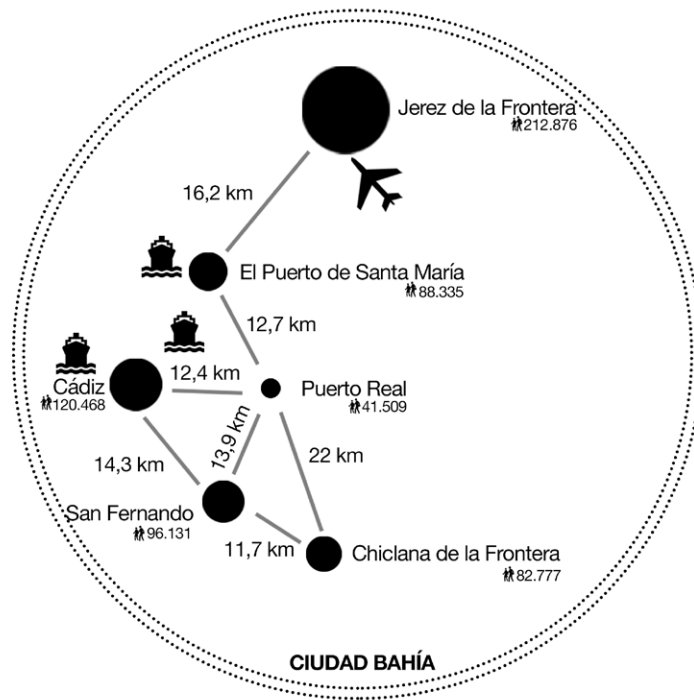 Jerez de la Frontera
212.876
16,2 km
El Puerto de Santa María
88.335
12,7 km
Cádiz
120.468
12,4 km
Puerto Real
41.509
13,9 km
14,3 km
22 km
San Fernando
96.131
11,7 km
Chiclana de la Frontera
82.777
CIUDAD BAHÍA